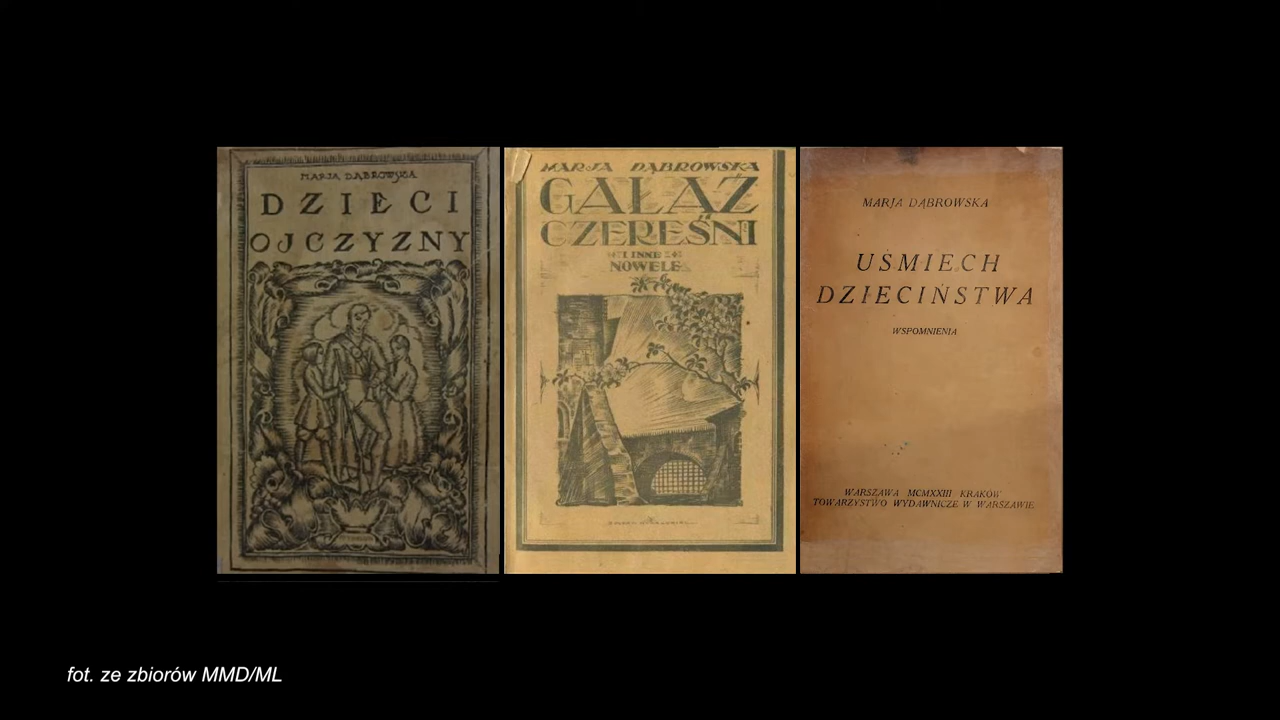 MARJA DĄBROWSKA
DZIECI
OJCZYZNY
MARJA DĄBROWSKA
GAŁĄŹ
CZEREŚNI
I INNE
NOWELE
MARJA DĄBROWSKA
UŚMIECH
DZIECIŃSTWA
WSPOMNIENIA
WARSZAWA MCMXXIII KRAKÓW
TOWARZYSTWO WYDAWNICZE W WARSZAWIE
fot. ze zbiorów MMD/ML